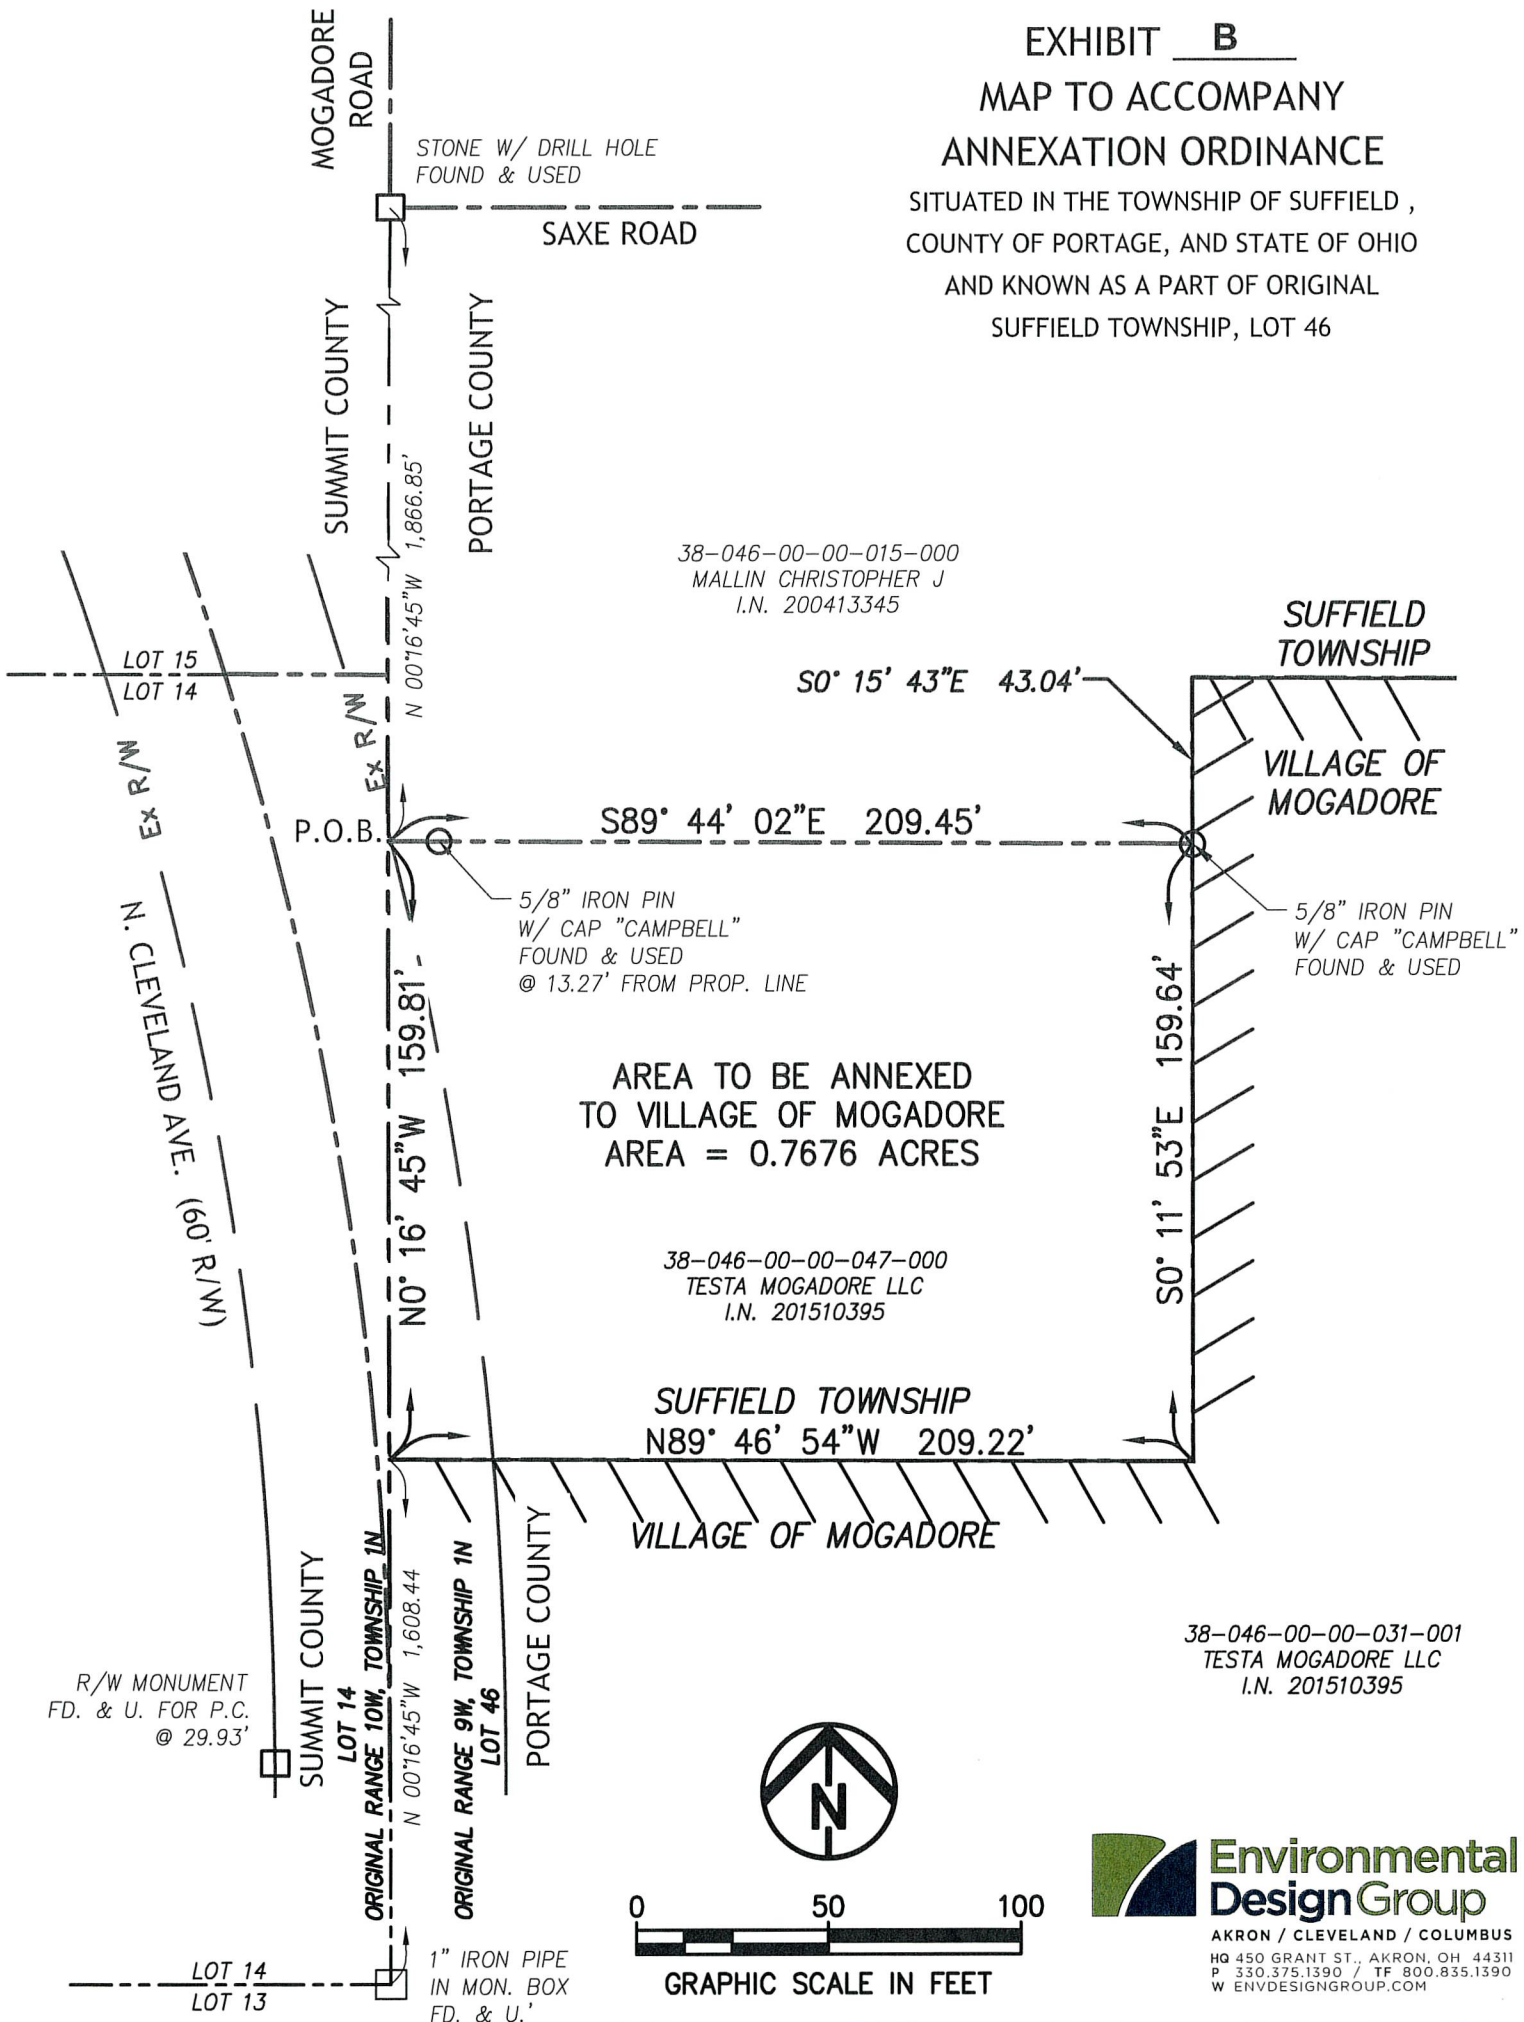 EXHIBIT B
MAP TO ACCOMPANY
ANNEXATION ORDINANCE
SITUATED IN THE TOWNSHIP OF SUFFIELD ,
COUNTY OF PORTAGE, AND STATE OF OHIO
AND KNOWN AS A PART OF ORIGINAL
SUFFIELD TOWNSHIP, LOT 46
MOGADORE
ROAD
STONE W/ DRILL HOLE
FOUND & USED
SAXE ROAD
SUMMIT COUNTY
PORTAGE COUNTY
N 00°16'45"W 1,866.85'
38-046-00-00-015-000
MALLIN CHRISTOPHER J
I.N. 200413345
SUFFIELD
TOWNSHIP
LOT 15
LOT 14
S0° 15' 43"E 43.04'
Ex R/W
Ex R/W
VILLAGE OF
MOGADORE
P.O.B.
S89° 44' 02"E 209.45'
5/8" IRON PIN
W/ CAP "CAMPBELL"
FOUND & USED
@ 13.27' FROM PROP. LINE
5/8" IRON PIN
W/ CAP "CAMPBELL"
FOUND & USED
N. CLEVELAND AVE. (60' R/W)
N0° 16' 45"W 159.81'
S0° 11' 53"E 159.64'
AREA TO BE ANNEXED
TO VILLAGE OF MOGADORE
AREA = 0.7676 ACRES
38-046-00-00-047-000
TESTA MOGADORE LLC
I.N. 201510395
SUFFIELD TOWNSHIP
N89° 46' 54"W 209.22'
VILLAGE OF MOGADORE
SUMMIT COUNTY
LOT 14
ORIGINAL RANGE 10W, TOWNSHIP 1N
N 00°16'45"W 1,608.44
ORIGINAL RANGE 9W, TOWNSHIP 1N
LOT 46
PORTAGE COUNTY
R/W MONUMENT
FD. & U. FOR P.C.
@ 29.93'
38-046-00-00-031-001
TESTA MOGADORE LLC
I.N. 201510395
N
0 50 100
GRAPHIC SCALE IN FEET
LOT 14
LOT 13
1" IRON PIPE
IN MON. BOX
FD. & U.'
Environmental
Design Group
AKRON / CLEVELAND / COLUMBUS
HQ 450 GRANT ST., AKRON, OH 44311
P 330.375.1390 / TF 800.835.1390
W ENVDESIGNGROUP.COM